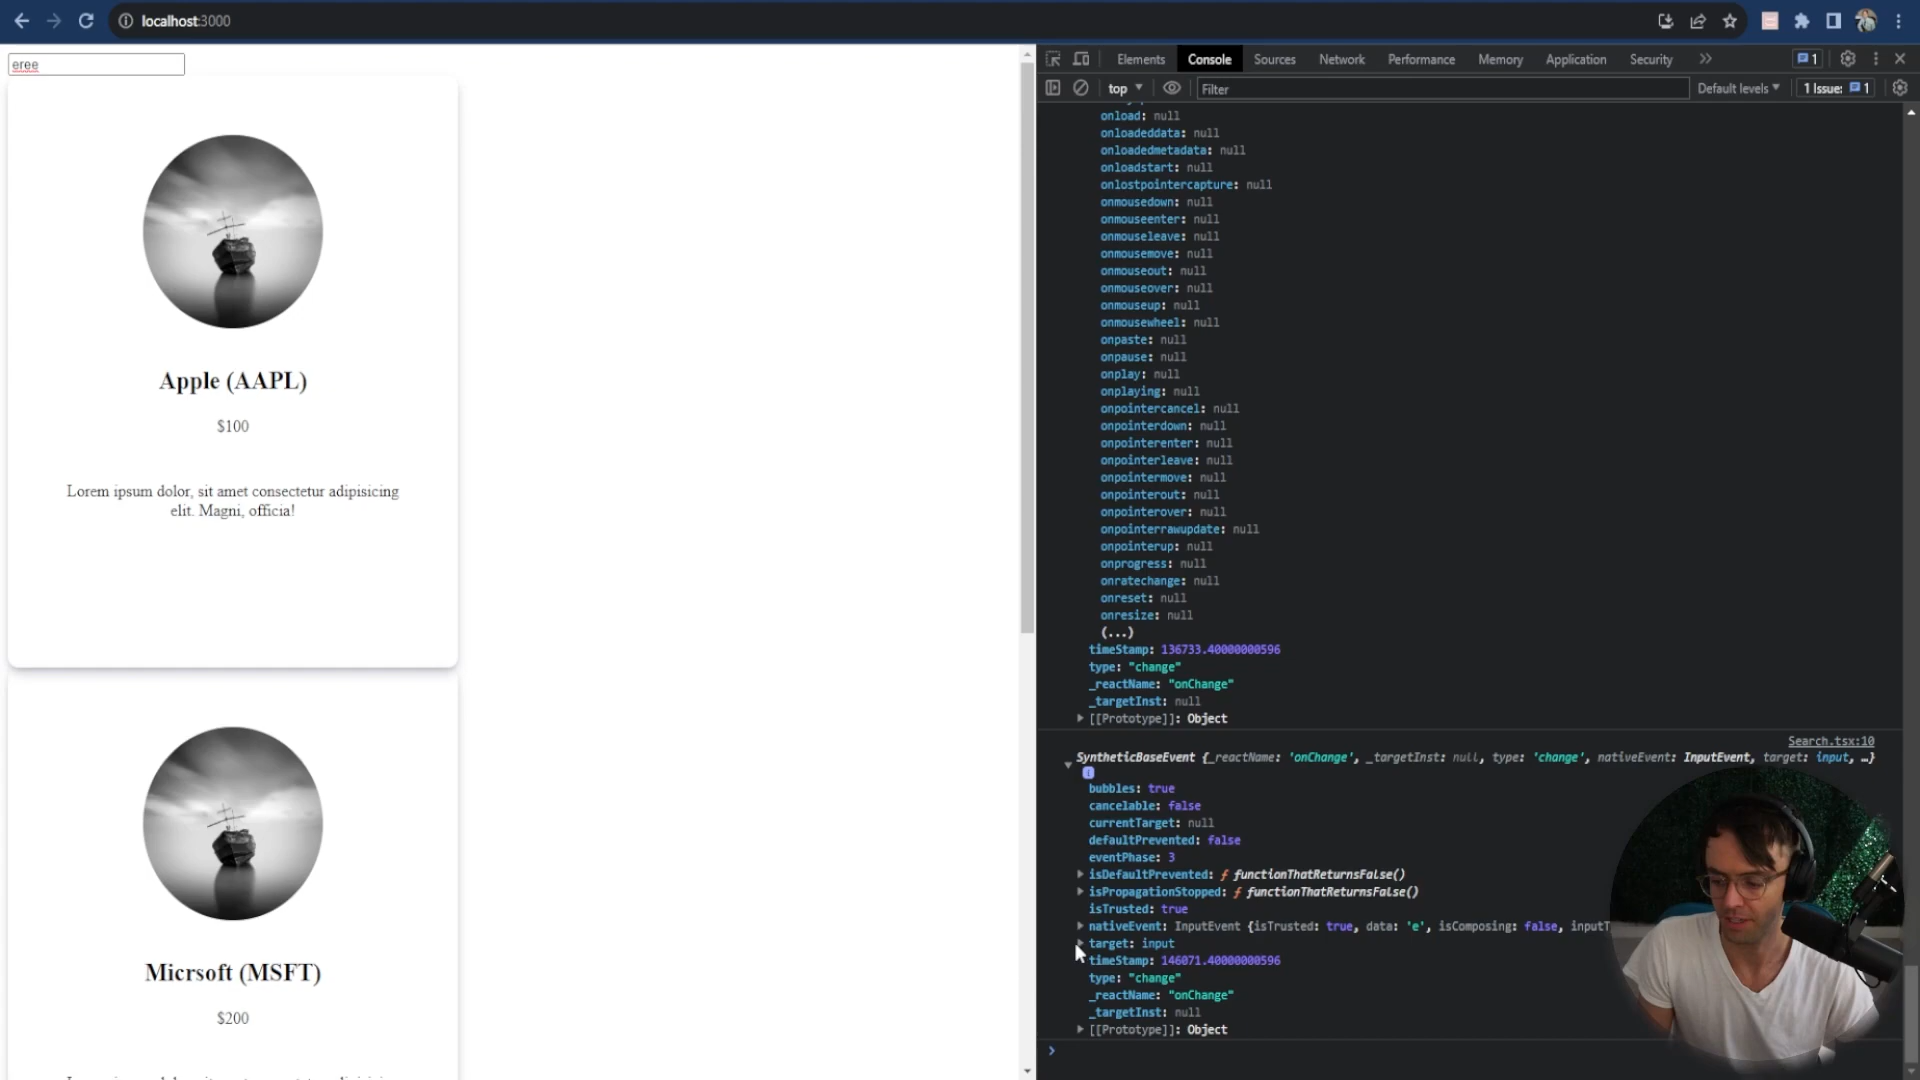 localhost:3000
eree
Apple (AAPL)
$100
Lorem ipsum dolor, sit amet consectetur adipisicing
elit. Magni, officia!
Micrsoft (MSFT)
$200
Elements Console Sources Network Performance Memory Application Security 1
top Filter Default levels 1 Issue: 1
onload: null
onloadeddata: null
onloadedmetadata: null
onloadstart: null
onlostpointercapture: null
onmousedown: null
onmouseenter: null
onmouseleave: null
onmousemove: null
onmouseout: null
onmouseover: null
onmouseup: null
onmousewheel: null
onpaste: null
onpause: null
onplay: null
onplaying: null
onpointercancel: null
onpointerdown: null
onpointerenter: null
onpointerleave: null
onpointermove: null
onpointerout: null
onpointerover: null
onpointerrawupdate: null
onpointerup: null
onprogress: null
onratechange: null
onreset: null
onresize: null
(...)
timeStamp: 136733.40000000596
type: "change"
_reactName: "onChange"
_targetInst: null
[[Prototype]]: Object
Search.tsx:10
SyntheticBaseEvent {_reactName: 'onChange', _targetInst: null, type: 'change', nativeEvent: InputEvent, target: input, …}
i
bubbles: true
cancelable: false
currentTarget: null
defaultPrevented: false
eventPhase: 3
isDefaultPrevented: ƒ functionThatReturnsFalse()
isPropagationStopped: ƒ functionThatReturnsFalse()
isTrusted: true
nativeEvent: InputEvent {isTrusted: true, data: 'e', isComposing: false, inputT
target: input
timeStamp: 146071.40000000596
type: "change"
_reactName: "onChange"
_targetInst: null
[[Prototype]]: Object